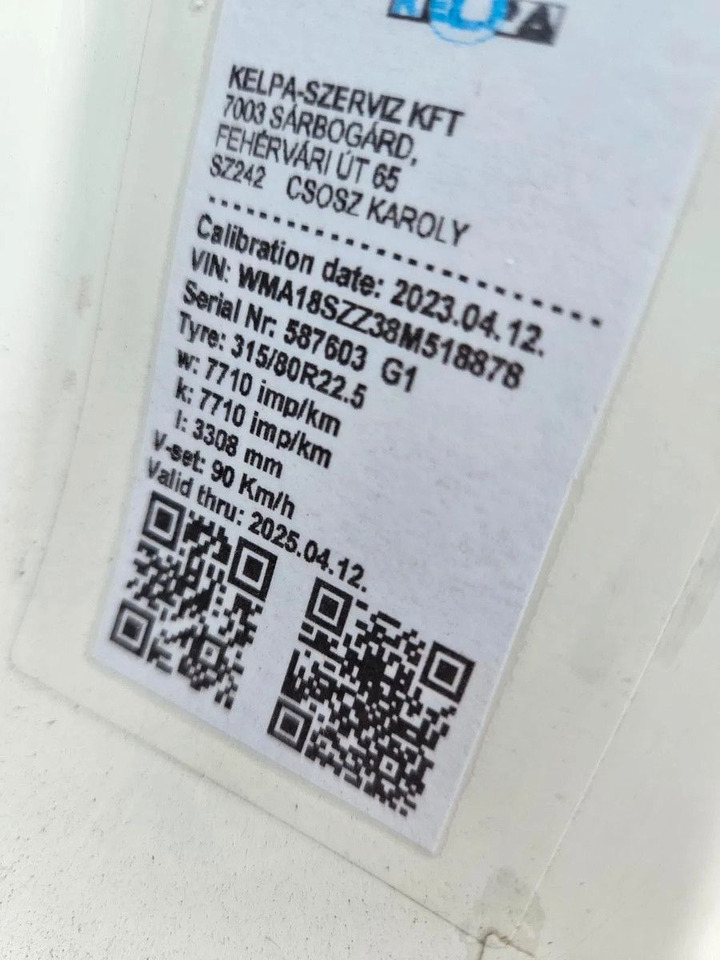 KELPA-SZERVIZ KFT
7003 SÁRBOGÁRD,
FEHÉRVÁRI ÚT 65
SZ242 CSOSZ KAROLY
Calibration date: 2023.04.12.
VIN: WMA18SZZ38M518878
Serial Nr: 587603 G1
Tyre: 315/80R22.5
w: 7710 imp/km
k: 7710 imp/km
l: 3308 mm
V-set: 90 Km/h
Valid thru: 2025.04.12.